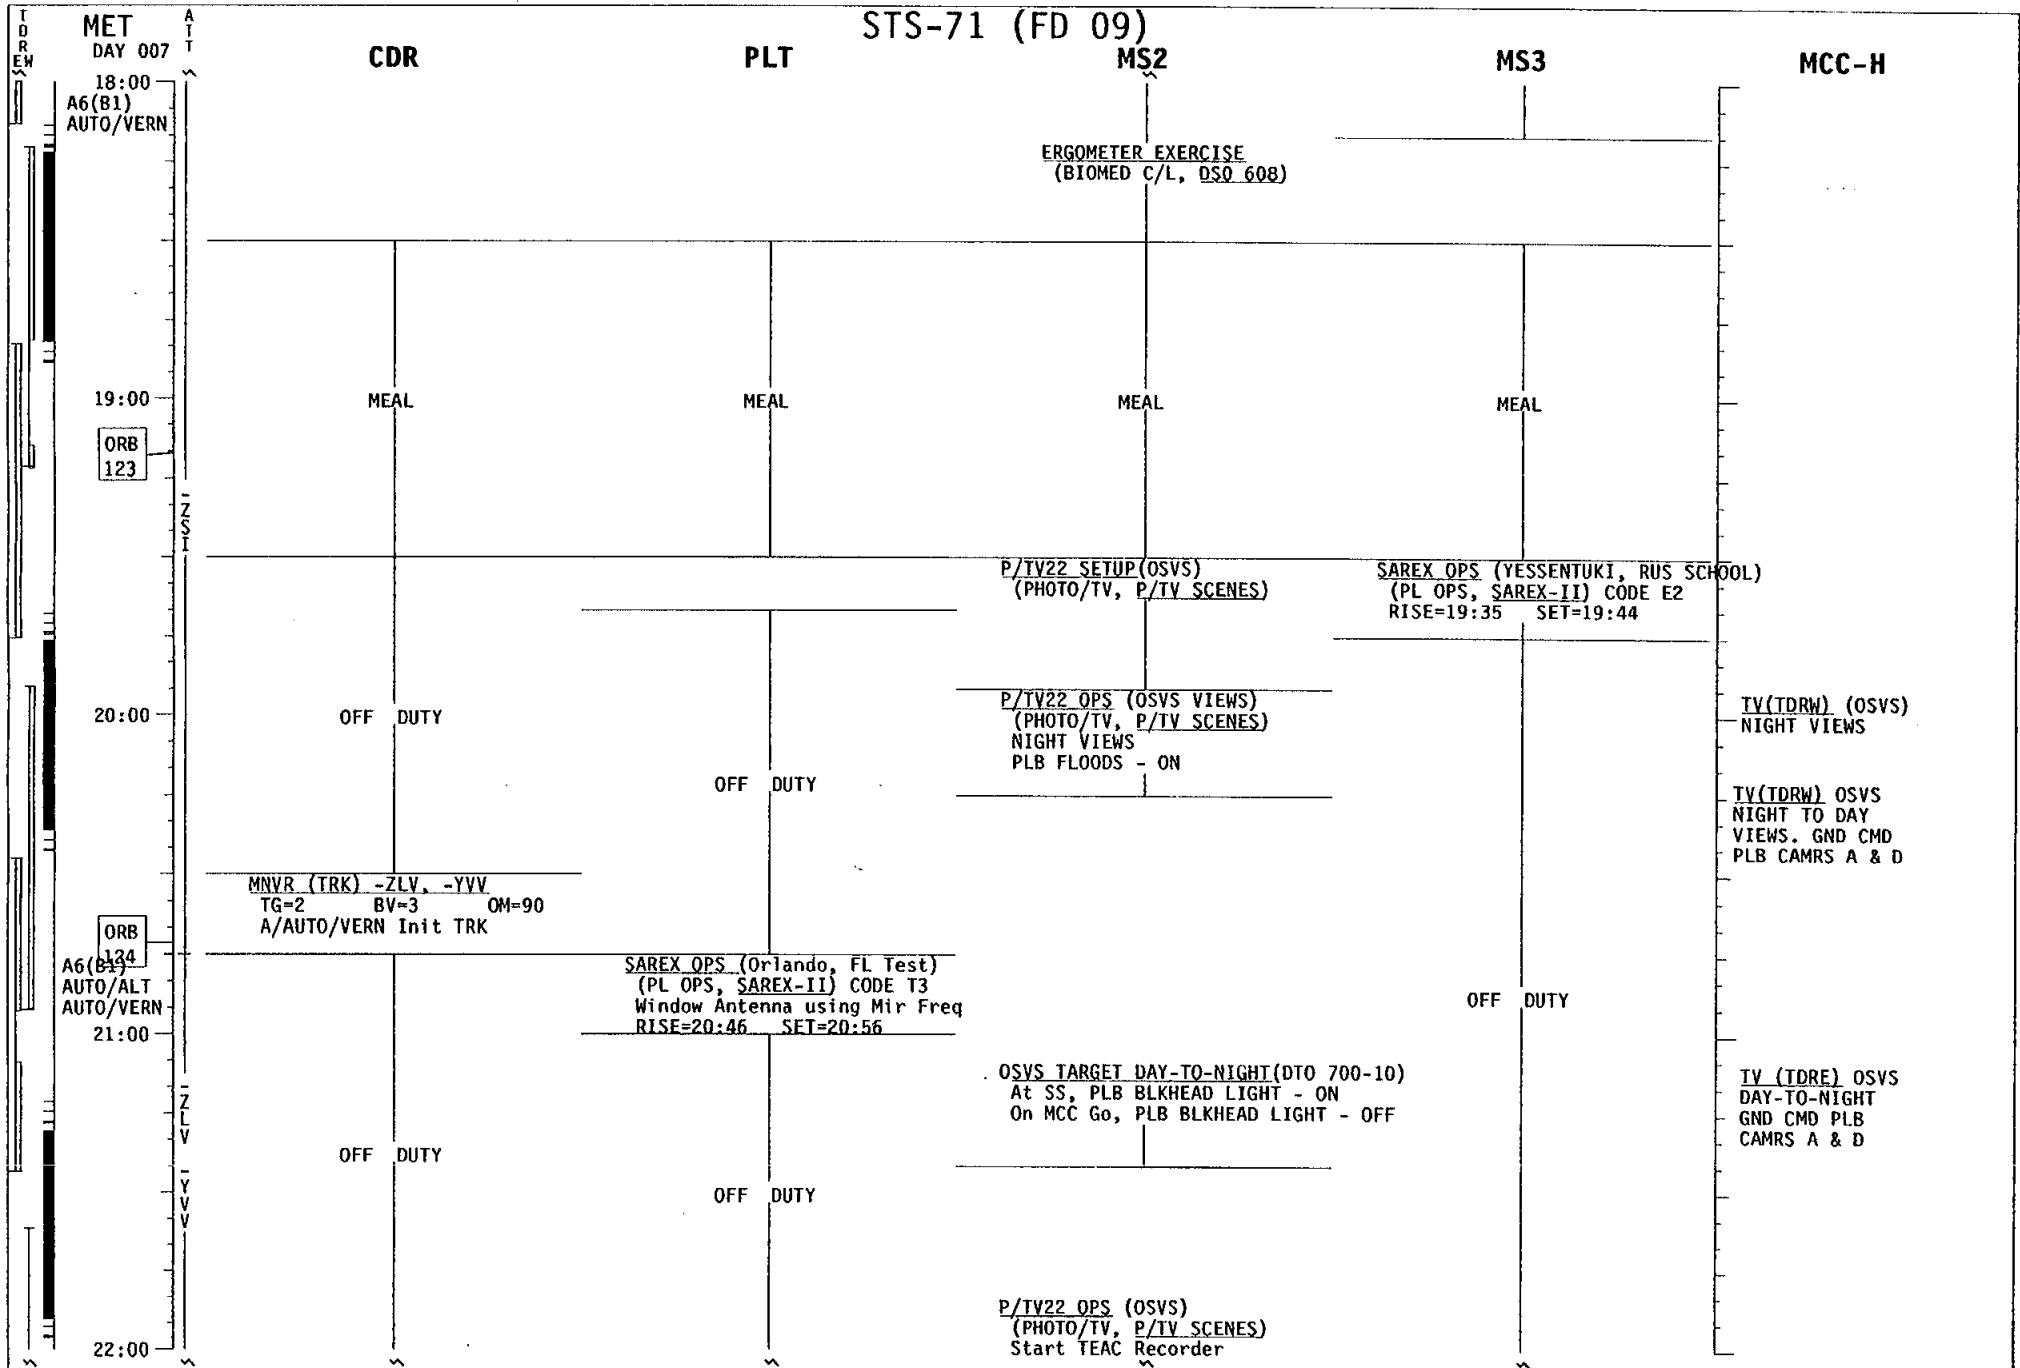 STS-71 (FD 09)
T
D
R
EW
MET
DAY 007
A
T
T
CDR
PLT
MS2
MS3
MCC-H
18:00
A6(B1)
AUTO/VERN
ERGOMETER EXERCISE
(BIOMED C/L, DSO 608)
19:00
MEAL
MEAL
MEAL
MEAL
ORB
123
-ZSI
P/TV22 SETUP(OSVS)
(PHOTO/TV, P/TV SCENES)
SAREX OPS (YESSENTUKI, RUS SCHOOL)
(PL OPS, SAREX-II) CODE E2
RISE=19:35 SET=19:44
20:00
OFF DUTY
OFF DUTY
P/TV22 OPS (OSVS VIEWS)
(PHOTO/TV, P/TV SCENES)
NIGHT VIEWS
PLB FLOODS - ON
TV(TDRW) (OSVS)
NIGHT VIEWS
TV(TDRW) OSVS
NIGHT TO DAY
VIEWS. GND CMD
PLB CAMRS A & D
MNVR (TRK) -ZLV, -YVV
TG=2 BV=3 OM=90
A/AUTO/VERN Init TRK
ORB
124
A6(B1)
AUTO/ALT
AUTO/VERN
SAREX OPS (Orlando, FL Test)
(PL OPS, SAREX-II) CODE T3
Window Antenna using Mir Freq
RISE=20:46 SET=20:56
OFF DUTY
21:00
OSVS TARGET DAY-TO-NIGHT(DTO 700-10)
At SS, PLB BLKHEAD LIGHT - ON
On MCC Go, PLB BLKHEAD LIGHT - OFF
TV (TDRE) OSVS
DAY-TO-NIGHT
GND CMD PLB
CAMRS A & D
-ZLV
-YVV
OFF DUTY
OFF DUTY
P/TV22 OPS (OSVS)
(PHOTO/TV, P/TV SCENES)
Start TEAC Recorder
22:00